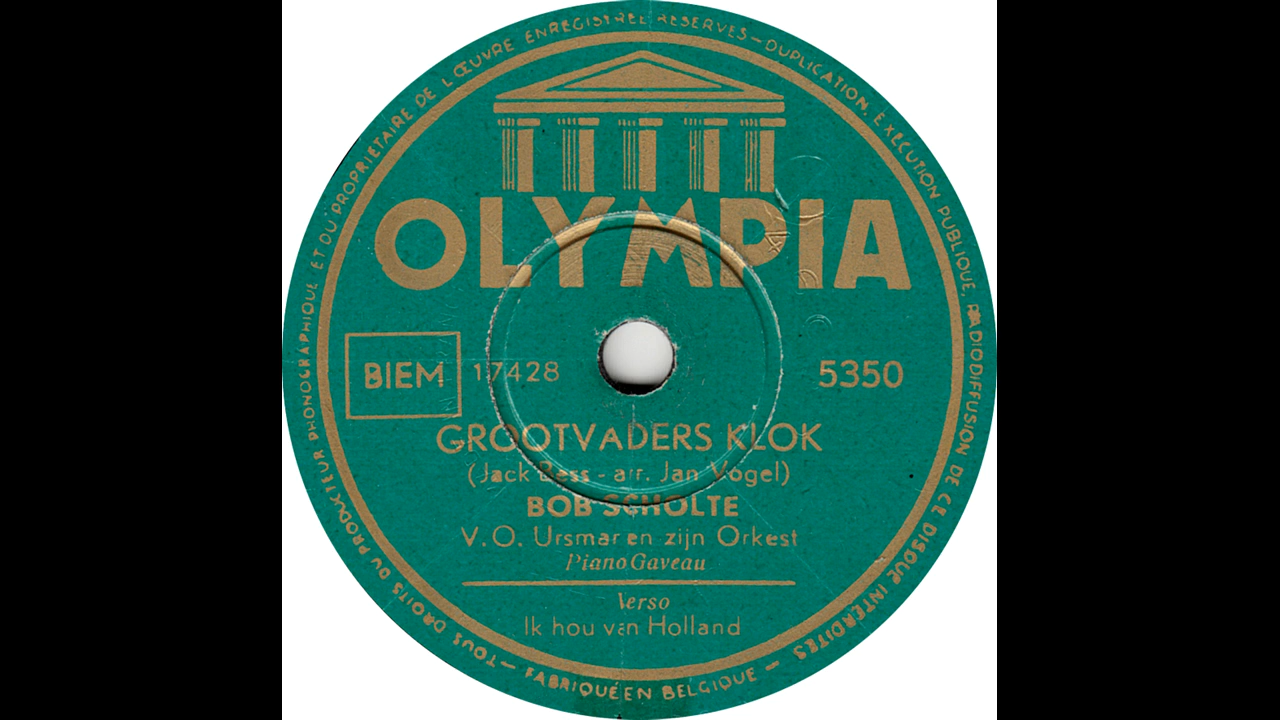 TOUS DROITS DU PRODUCTEUR PHONOGRAPHIQUE ET DU PROPRIETAIRE DE L'ŒUVRE ENREGISTRÉE RESERVES — DUPLICATION, EXECUTION PUBLIQUE, RADIODIFFUSION DE CE DISQUE INTERDITES —
OLYMPIA
BIEM 17428 5350
GROOTVADERS KLOK
(Jack Bess - arr. Jan Vogel)
BOB SCHOLTE
V.O. Ursmar en zijn Orkest
Piano Gaveau
Verso
Ik hou van Holland
FABRIQUÉ EN BELGIQUE —